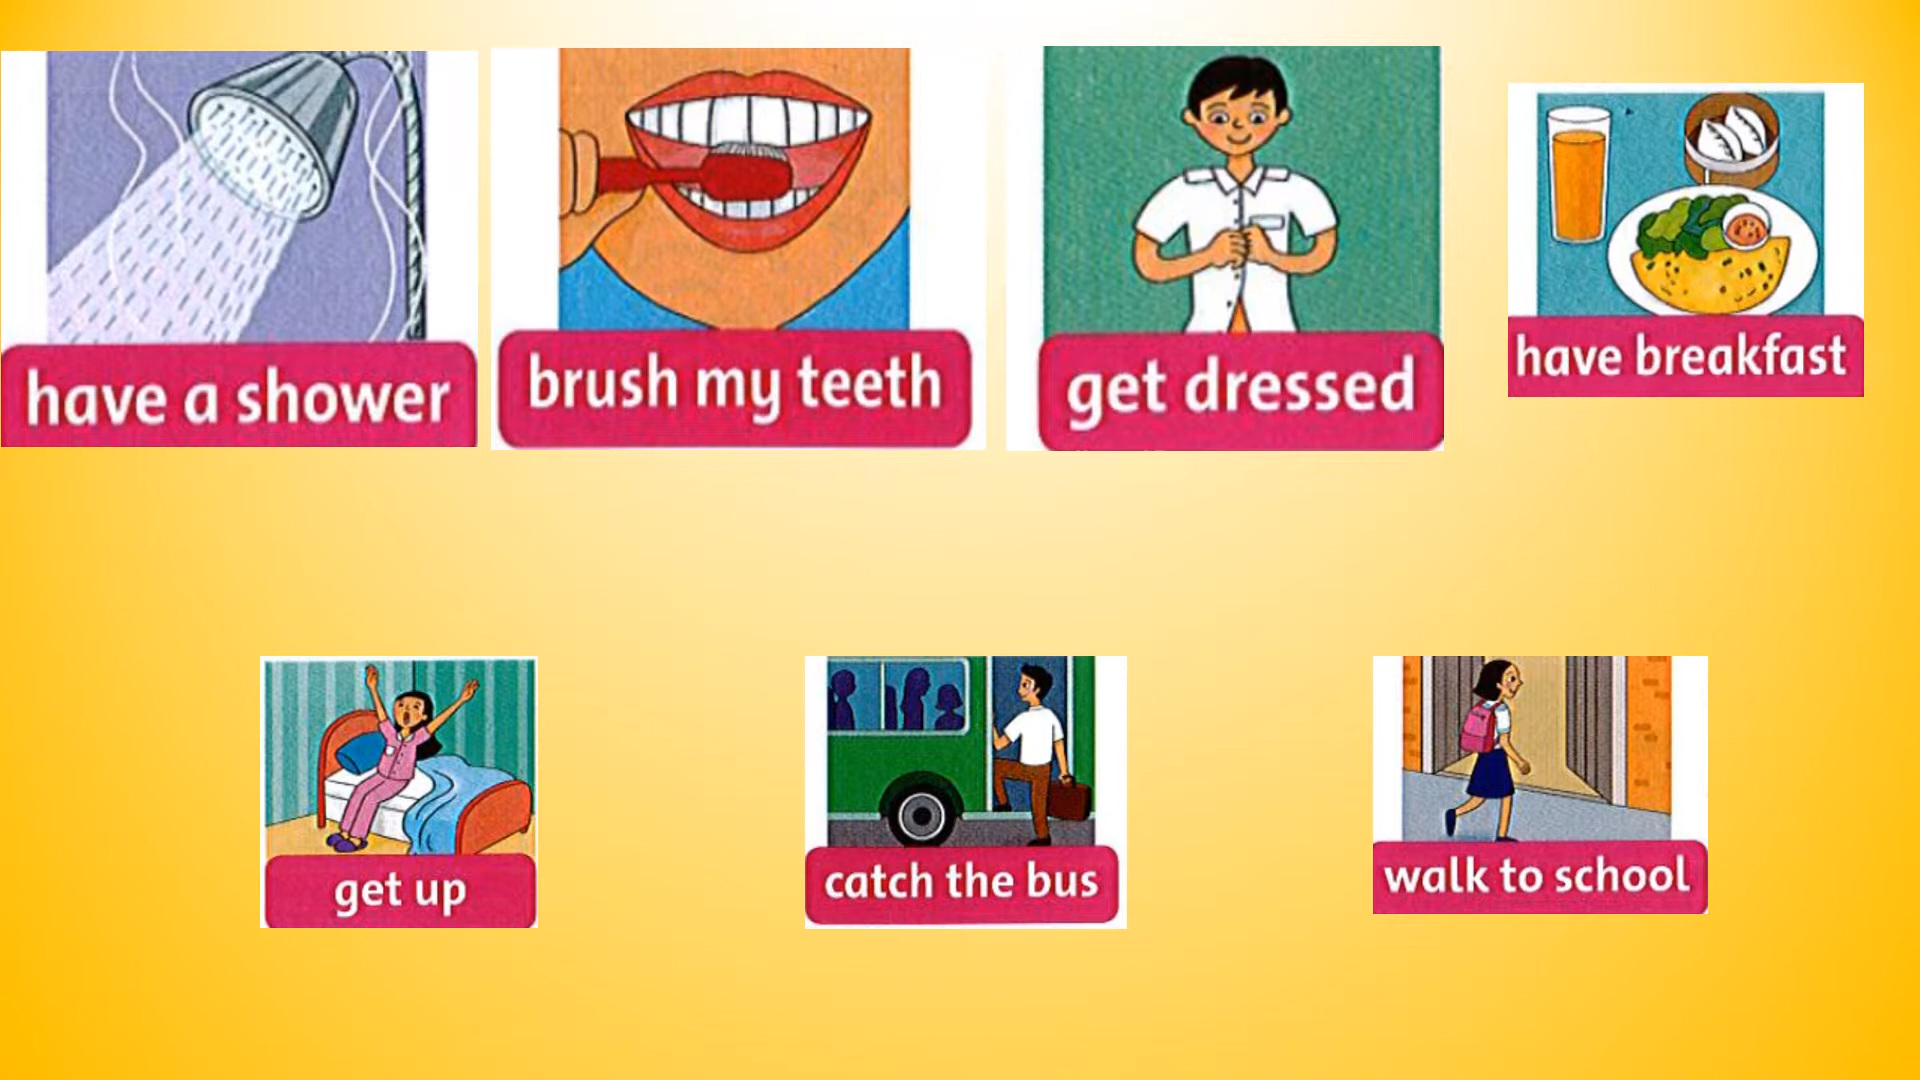 have a shower
brush my teeth
get dressed
have breakfast
get up
catch the bus
walk to school